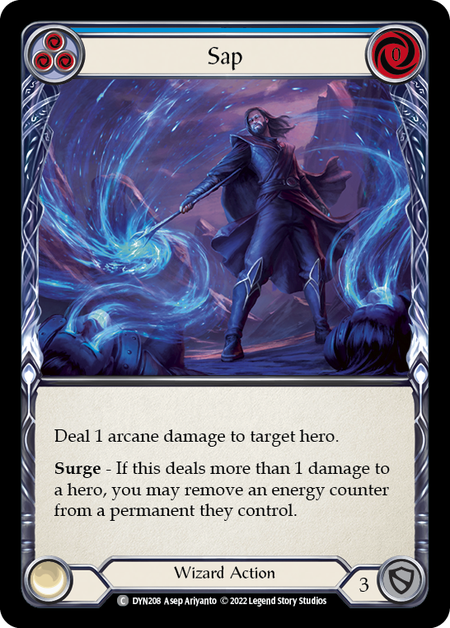 Sap
0
Deal 1 arcane damage to target hero.
Surge - If this deals more than 1 damage to
a hero, you may remove an energy counter
from a permanent they control.
Wizard Action
3
C DYN208 Asep Ariyanto © 2022 Legend Story Studios